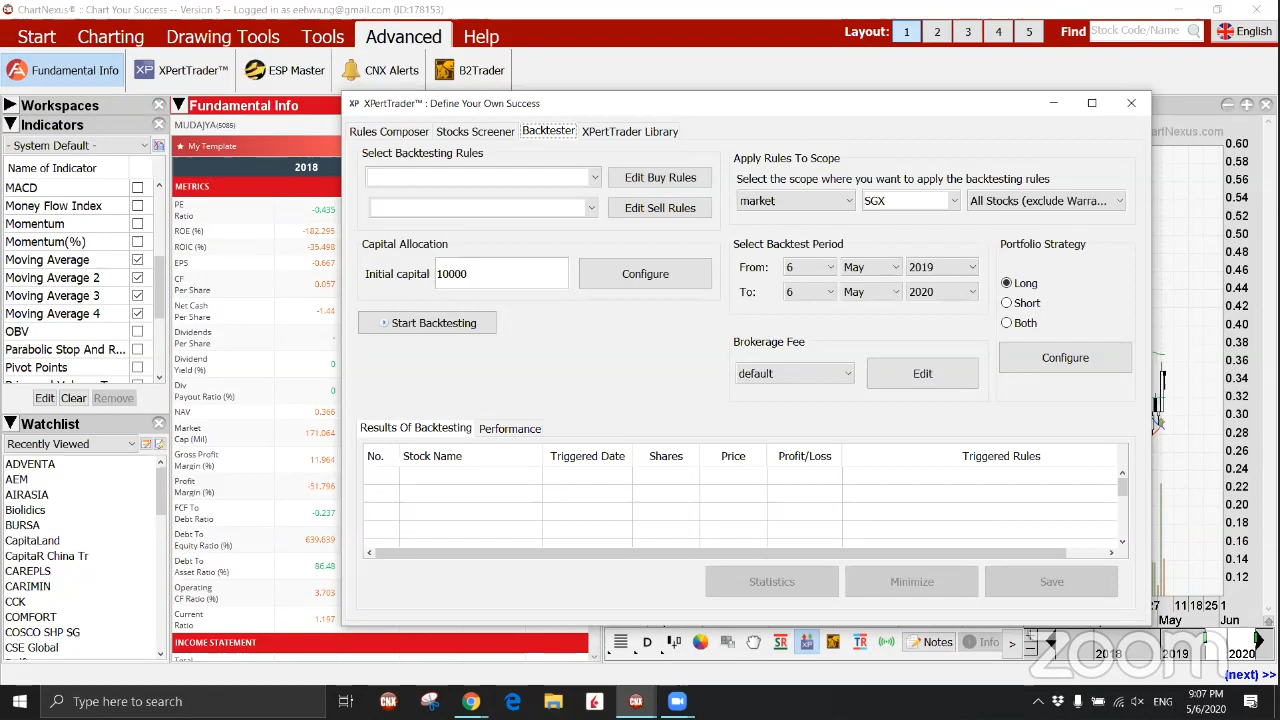 ChartNexus® :: Chart Your Success -- Version 5 -- Logged in as eehwa.ng@gmail.com (ID:178153)
Start Charting Drawing Tools Tools Advanced Help Layout: 1 2 3 4 5 Find Stock Code/Name English
Fundamental Info XP XPertTrader™ ESP Master CNX Alerts B2Trader
Workspaces
Indicators
- System Default -
Name of Indicator
MACD
Money Flow Index
Momentum
Momentum(%)
Moving Average
Moving Average 2
Moving Average 3
Moving Average 4
OBV
Parabolic Stop And R...
Pivot Points
Edit Clear Remove
Watchlist
Recently Viewed
ADVENTA
AEM
AIRASIA
Biolidics
BURSA
CapitaLand
CapitaR China Tr
CAREPLS
CARIMIN
CCK
COMFORT
COSCO SHP SG
CSE Global
Fundamental Info
MUDAJYA(5085)
My Template
2018
METRICS
PE
Ratio -0.435
ROE (%) -182.295
ROIC (%) -35.498
EPS -0.667
CF
Per Share 0.057
Net Cash
Per Share -1.44
Dividends
Per Share -
Dividend
Yield (%) 0
Div
Payout Ratio (%) 0
NAV 0.366
Market
Cap (Mil) 171.064
Gross Profit
Margin (%) 11.964
Profit
Margin (%) -51.796
FCF To
Debt Ratio -0.237
Debt To
Equity Ratio (%) 639.639
Debt To
Asset Ratio (%) 86.48
Operating
CF Ratio (%) 3.703
Current
Ratio 1.197
INCOME STATEMENT
Total
XP XPertTrader™ : Define Your Own Success
Rules Composer Stocks Screener Backtester XPertTrader Library
Select Backtesting Rules
Edit Buy Rules
Edit Sell Rules
Capital Allocation
Initial capital 10000 Configure
Start Backtesting
Apply Rules To Scope
Select the scope where you want to apply the backtesting rules
market SGX All Stocks (exclude Warra...
Select Backtest Period
From: 6 May 2019
To: 6 May 2020
Portfolio Strategy
Long
Short
Both
Configure
Brokerage Fee
default Edit
Results Of Backtesting Performance
No. Stock Name Triggered Date Shares Price Profit/Loss Triggered Rules
Statistics Minimize Save
ChartNexus.com
0.60
0.58
0.56
0.54
0.52
0.50
0.48
0.46
0.44
0.42
0.40
0.38
0.36
0.34
0.32
0.30
0.28
0.26
0.24
0.22
0.20
0.18
0.16
0.14
0.12
27 11 18 25 1
May Jun
D SR XP TR Notes Info > 2018 2019 2020
zoom
(next) >>
Type here to search
CNX CNX ENG 9:07 PM
5/6/2020